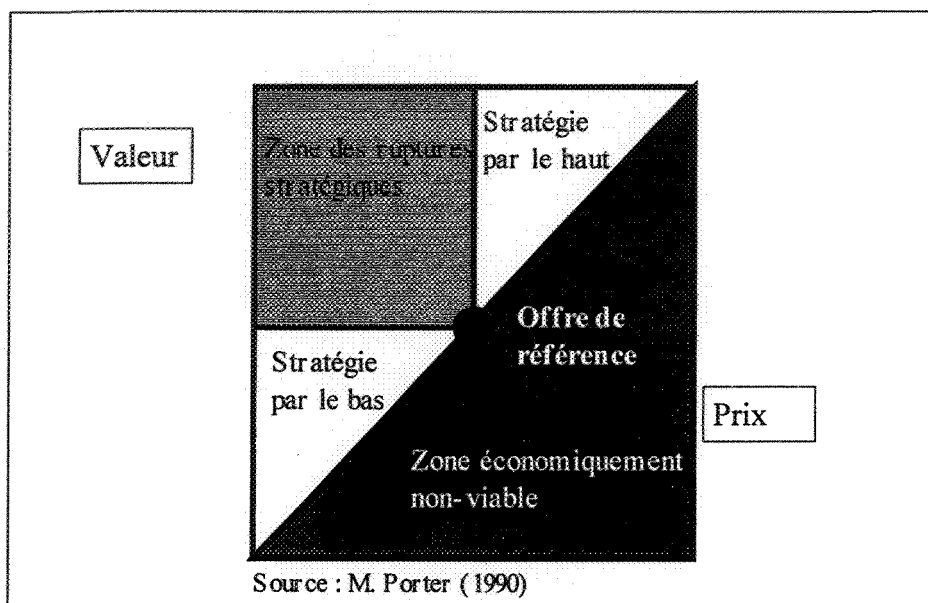 Valeur
Zone des ruptures
stratégiques
Stratégie
par le haut
Offre de
référence
Stratégie
par le bas
Prix
Zone économiquement
non-viable
Source : M. Porter (1990)